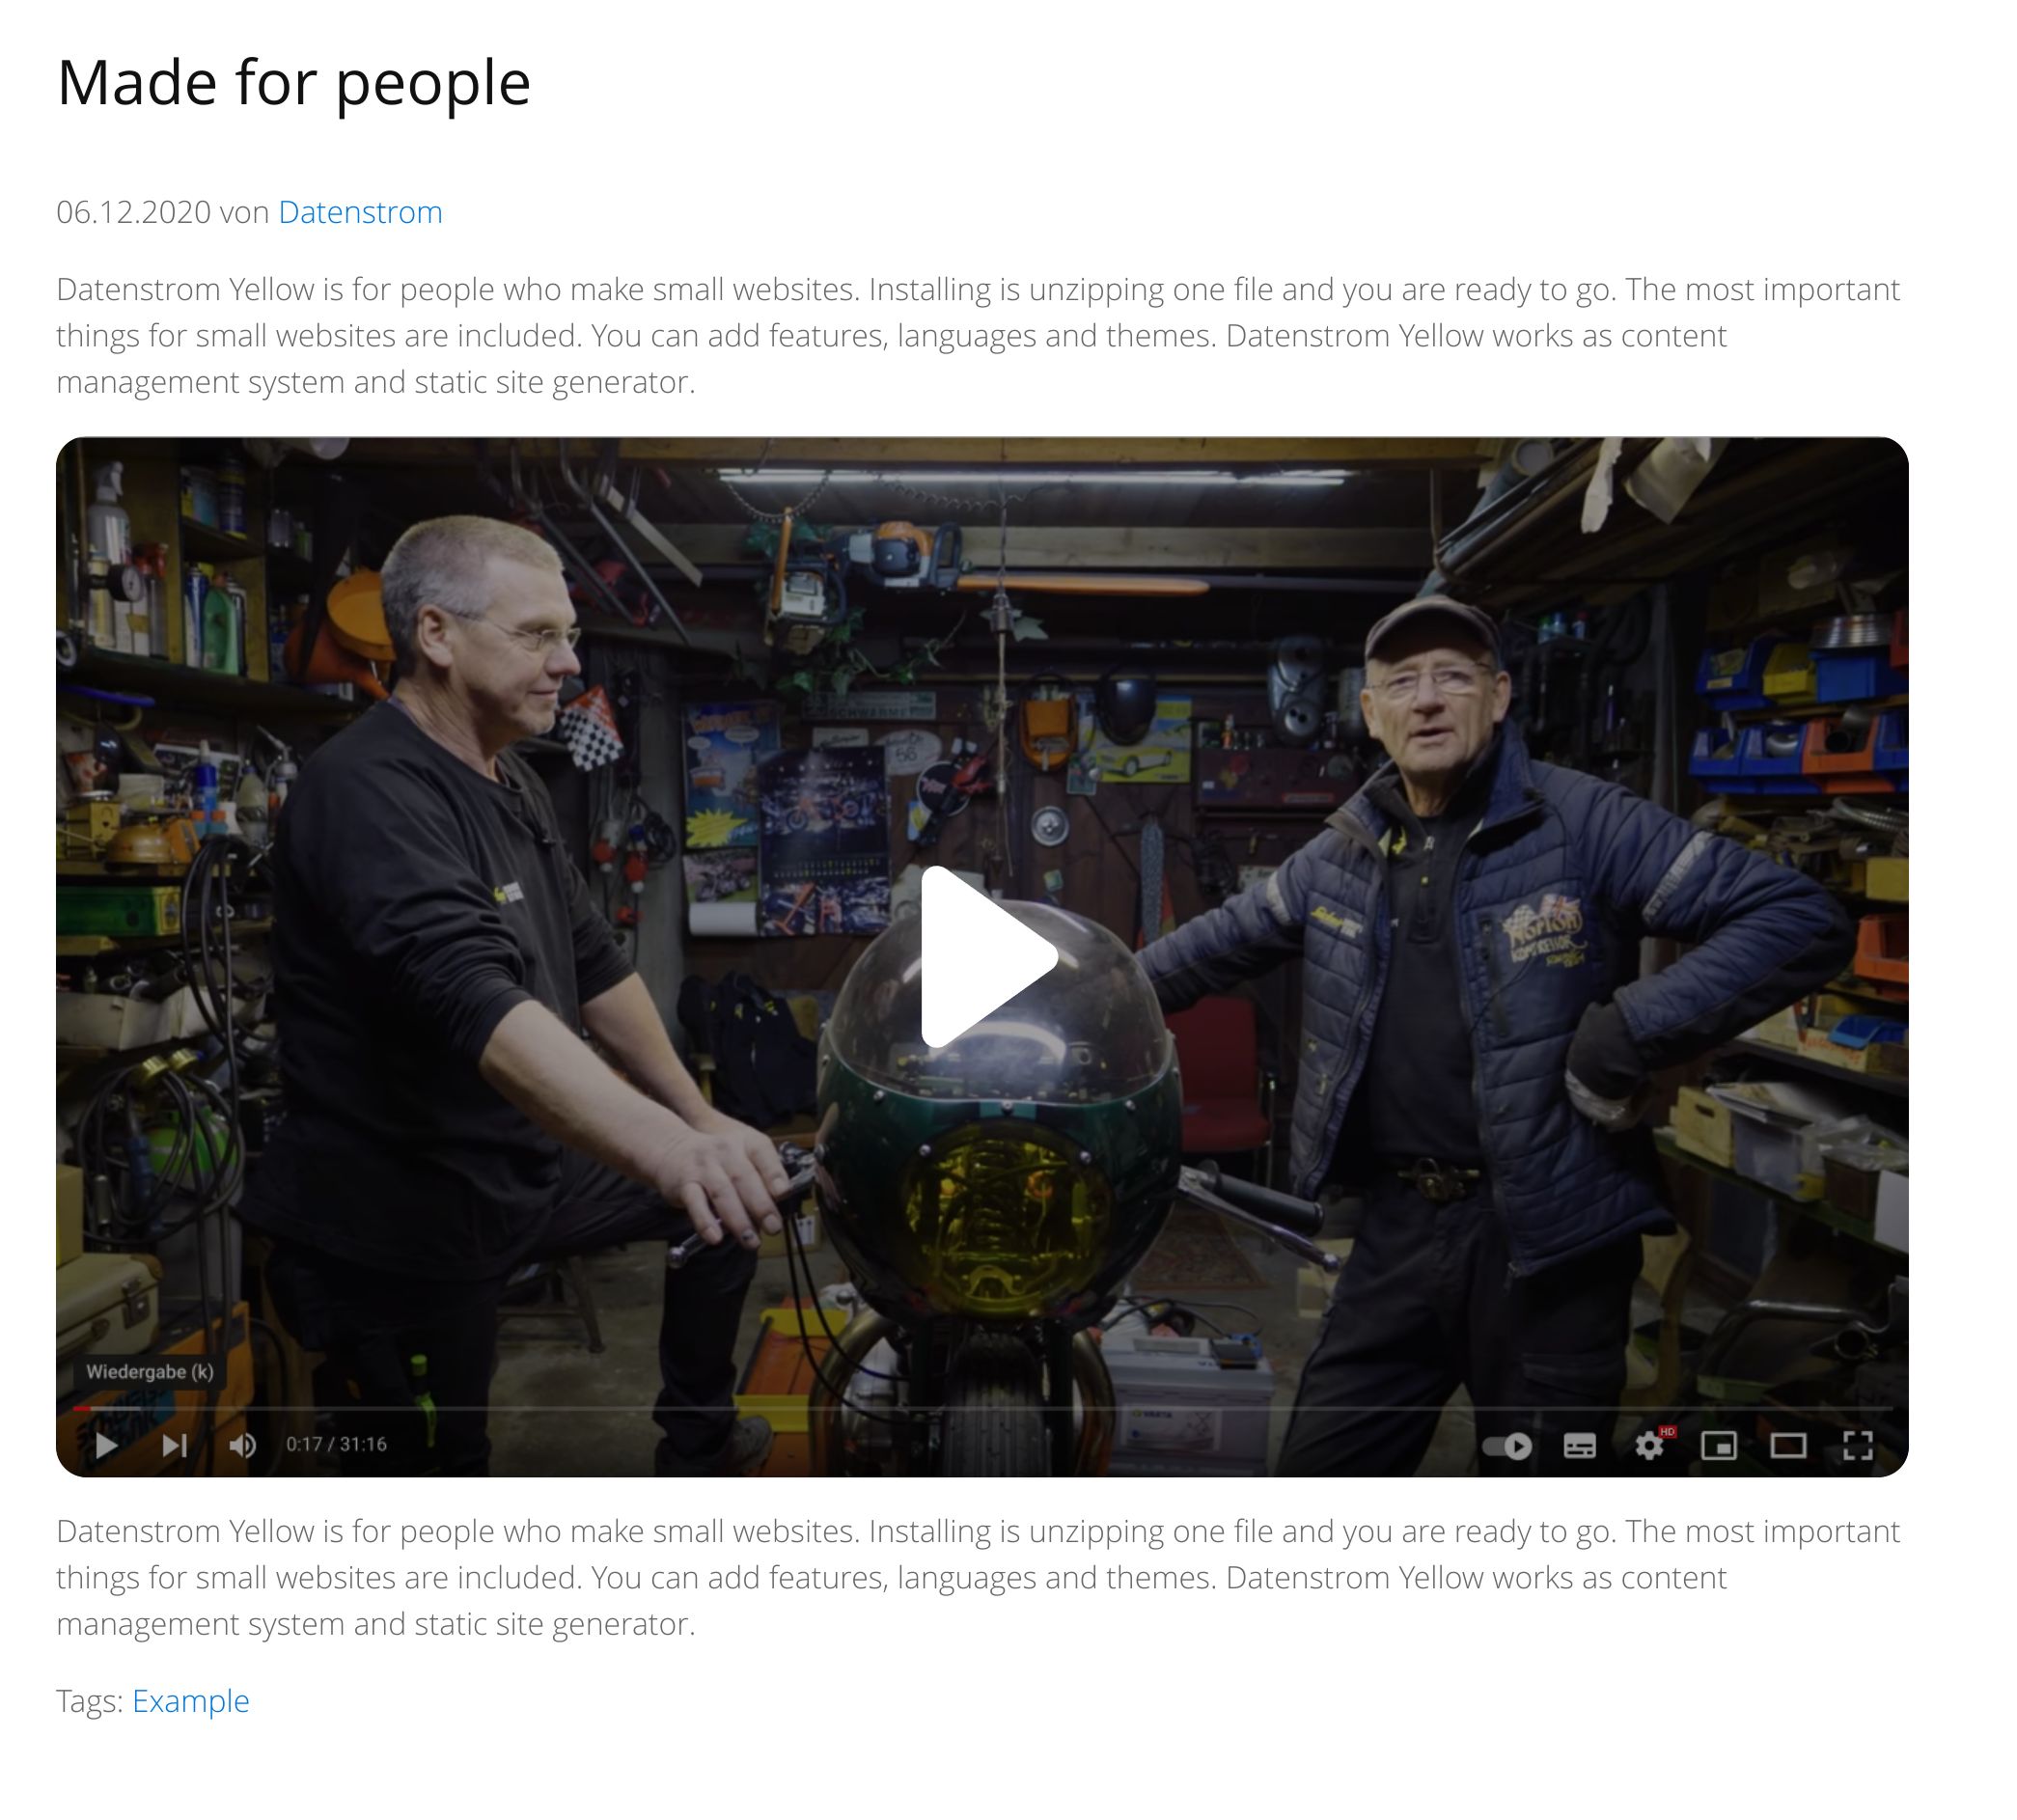 Made for people
06.12.2020 von Datenstrom
Datenstrom Yellow is for people who make small websites. Installing is unzipping one file and you are ready to go. The most important
things for small websites are included. You can add features, languages and themes. Datenstrom Yellow works as content
management system and static site generator.
SCHWARME
56
VARTA
Wiedergabe (k)
0:17 / 31:16
HD
Datenstrom Yellow is for people who make small websites. Installing is unzipping one file and you are ready to go. The most important
things for small websites are included. You can add features, languages and themes. Datenstrom Yellow works as content
management system and static site generator.
Tags: Example